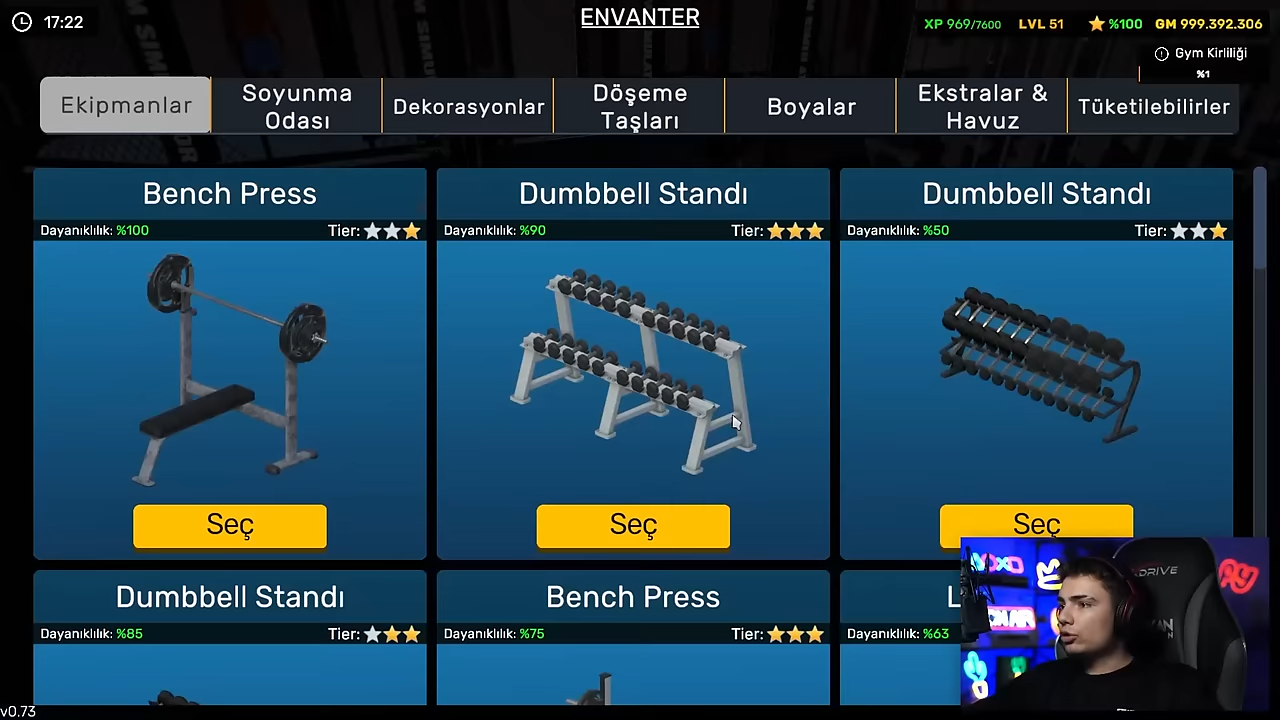 17:22
ENVANTER
XP 969/7600 LVL 51 %100 GM 999.392.306
Gym Kirliliği
%1
Ekipmanlar
Soyunma
Odası
Dekorasyonlar
Döşeme
Taşları
Boyalar
Ekstralar &
Havuz
Tüketilebilirler
Bench Press
Dayanıklılık: %100 Tier:
Seç
Dumbbell Standı
Dayanıklılık: %90 Tier:
Seç
Dumbbell Standı
Dayanıklılık: %50 Tier:
Seç
Dumbbell Standı
Dayanıklılık: %85 Tier:
Bench Press
Dayanıklılık: %75 Tier:
L
Dayanıklılık: %63
DRIVE
v0.73